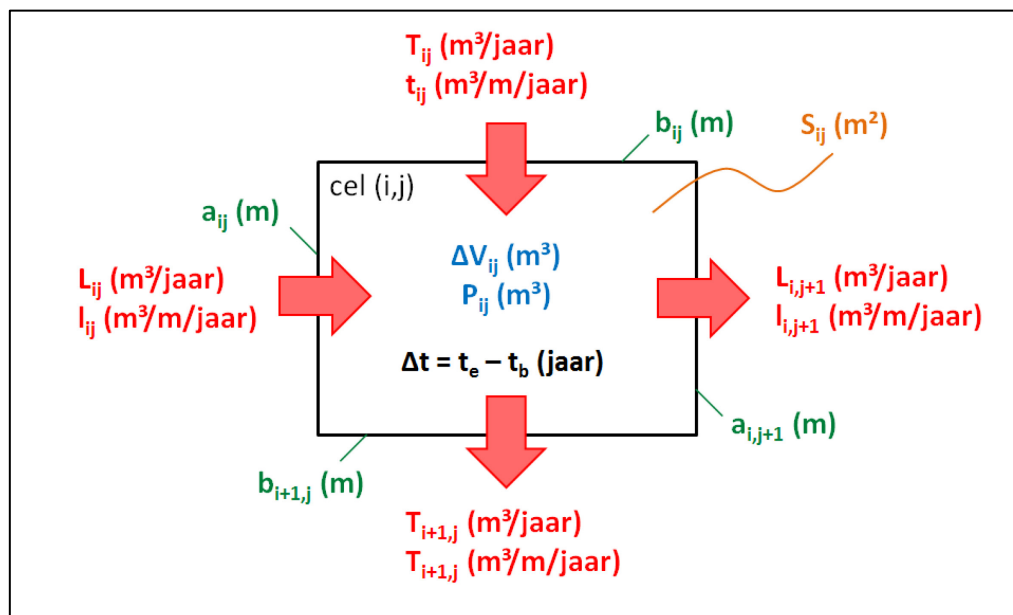 T_ij (m³/jaar)
t_ij (m³/m/jaar)
b_ij (m)
S_ij (m²)
cel (i,j)
a_ij (m)
ΔV_ij (m³)
P_ij (m³)
L_ij (m³/jaar)
l_ij (m³/m/jaar)
L_i,j+1 (m³/jaar)
l_i,j+1 (m³/m/jaar)
Δt = t_e – t_b (jaar)
a_i,j+1 (m)
b_i+1,j (m)
T_i+1,j (m³/jaar)
T_i+1,j (m³/m/jaar)